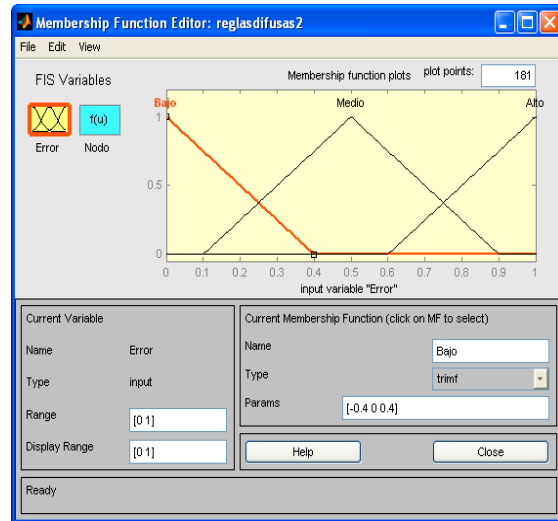 Membership Function Editor: reglasdifusas2
File Edit View
FIS Variables
f(u)
Error Nodo
Membership function plots plot points: 181
Bajo Medio Alto
1
0.5
0
0 0.1 0.2 0.3 0.4 0.5 0.6 0.7 0.8 0.9 1
input variable "Error"
Current Variable
Name Error
Type input
Range [0 1]
Display Range [0 1]
Current Membership Function (click on MF to select)
Name Bajo
Type trimf
Params [-0.4 0 0.4]
Help Close
Ready